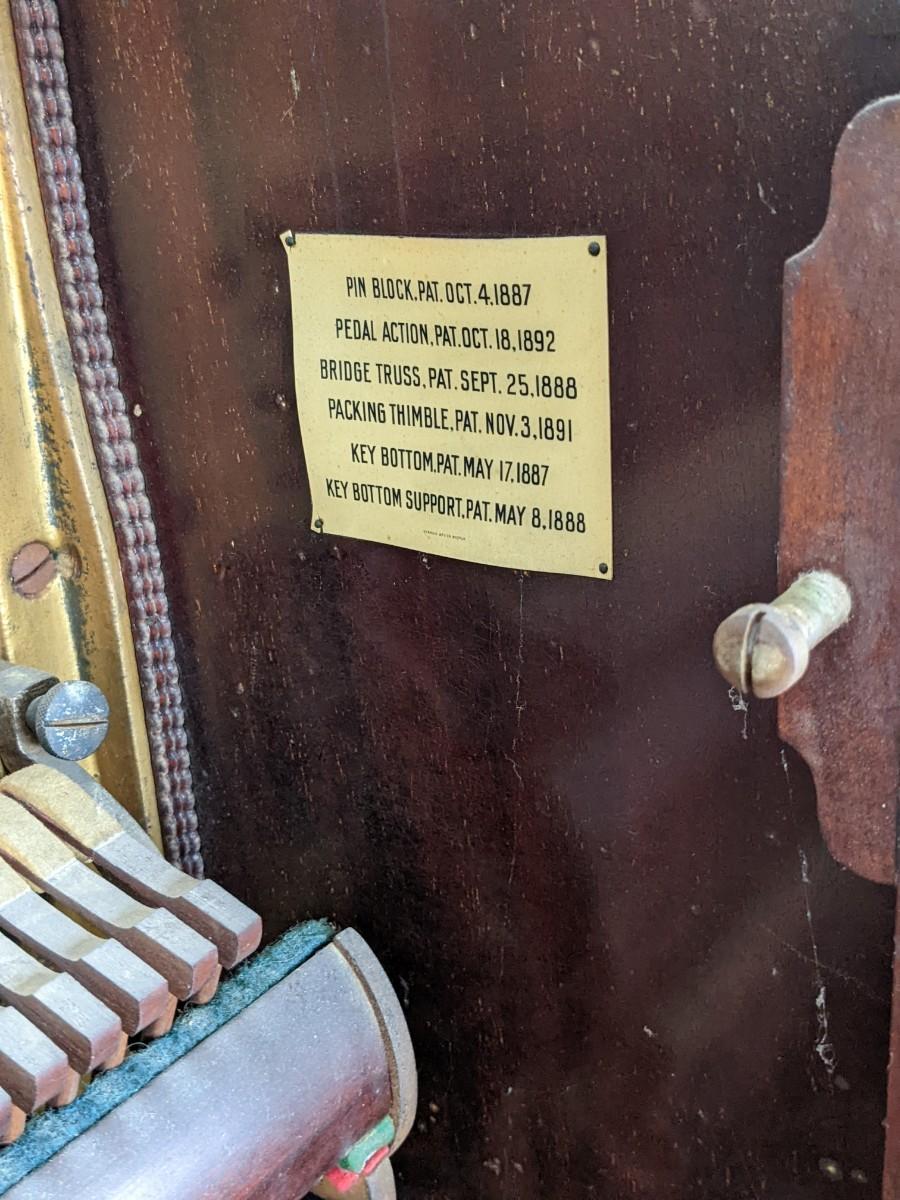 PIN BLOCK.PAT. OCT. 4,1887
PEDAL ACTION, PAT. OCT. 18, 1892
BRIDGE TRUSS, PAT. SEPT. 25, 1888
PACKING THIMBLE, PAT. NOV. 3, 1891
KEY BOTTOM.PAT. MAY 17, 1887
KEY BOTTOM SUPPORT.PAT. MAY 8, 1888